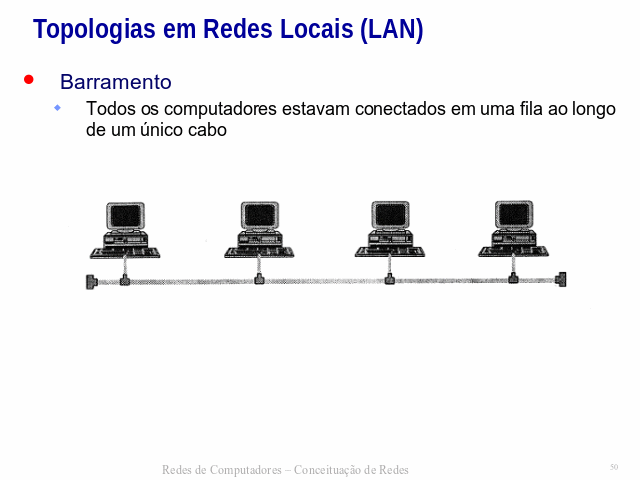 Topologias em Redes Locais (LAN)
Barramento
Todos os computadores estavam conectados em uma fila ao longo
de um único cabo
Redes de Computadores – Conceituação de Redes
50